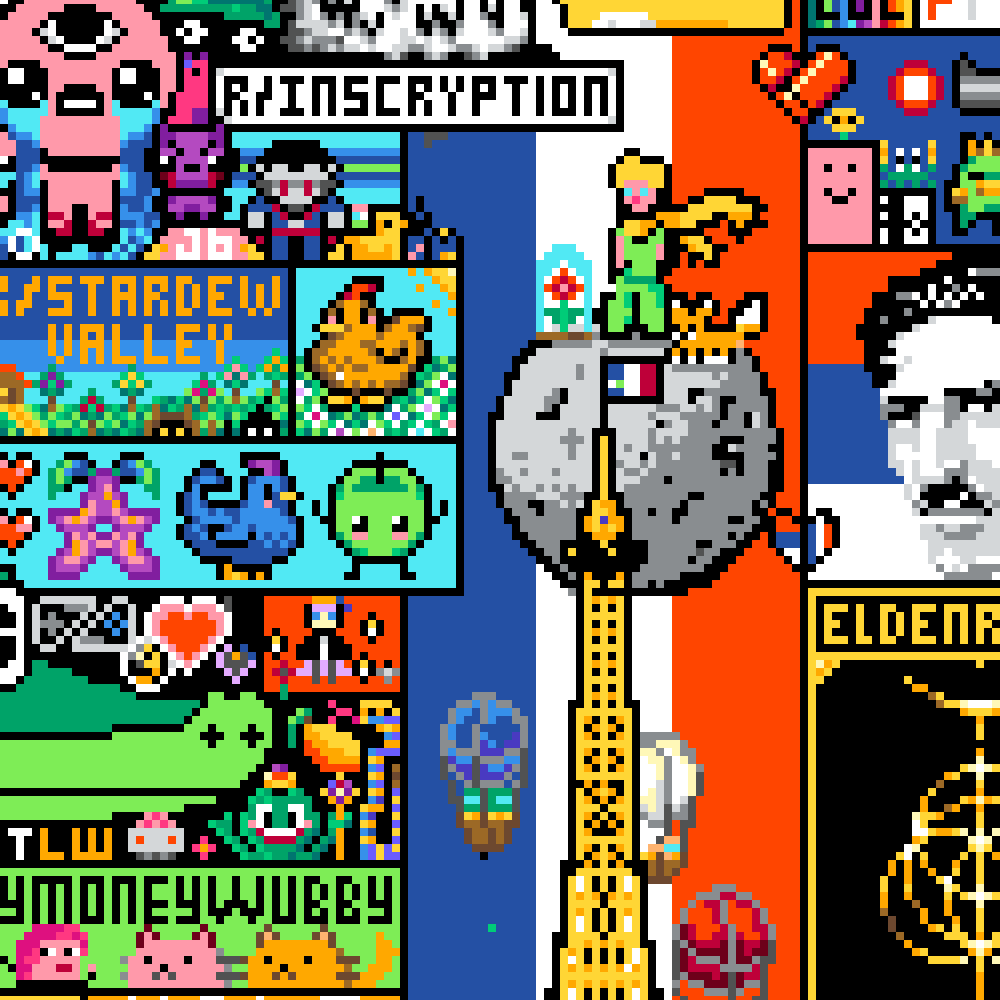 R/INSCRYPTION
R/STARDEW
VALLEY
TLW
YMONEYWUBBY
ELDENR